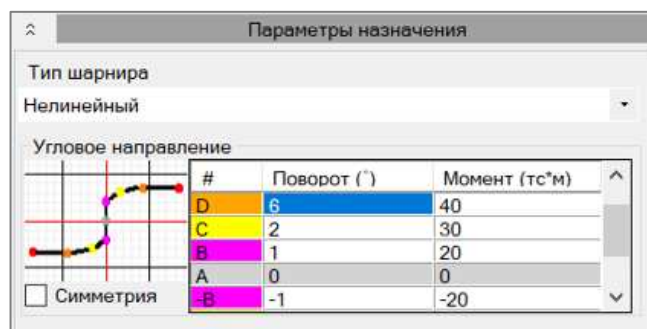 Параметры назначения
Тип шарнира
Нелинейный
Угловое направление
# Поворот (°) Момент (тс*м)
D 6 40
C 2 30
B 1 20
A 0 0
-B -1 -20
Симметрия